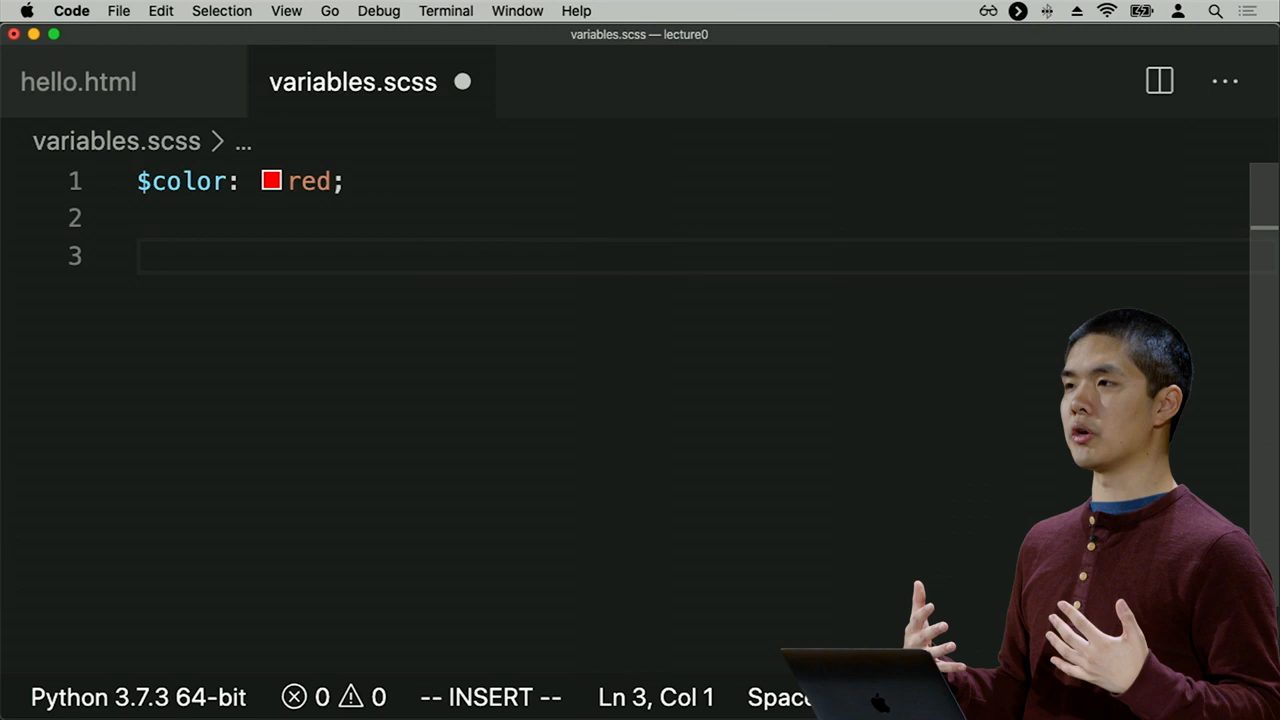 Code File Edit Selection View Go Debug Terminal Window Help
variables.scss — lecture0
hello.html variables.scss
variables.scss > ...
1 $color: red;
2
3
Python 3.7.3 64-bit 0 0 -- INSERT -- Ln 3, Col 1